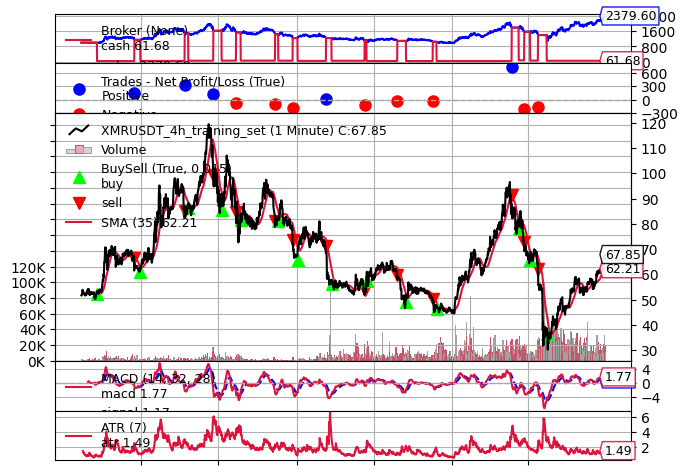 Broker (None)
cash 61.68
2379.60
1600
800
0
61.68
Trades - Net Profit/Loss (True)
Positive
600
300
0
−300
XMRUSDT_4h_training_set (1 Minute) C:67.85
Volume
BuySell (True, 0.015)
buy
sell
SMA (35) 62.21
120
110
100
90
80
70
67.85
62.21
60
50
40
30
120K
100K
80K
60K
40K
20K
0K
MACD (14, 32, 28)
macd 1.77
signal 1.17
4
1.77
0
−4
ATR (7)
atr 1.49
6
4
2
1.49